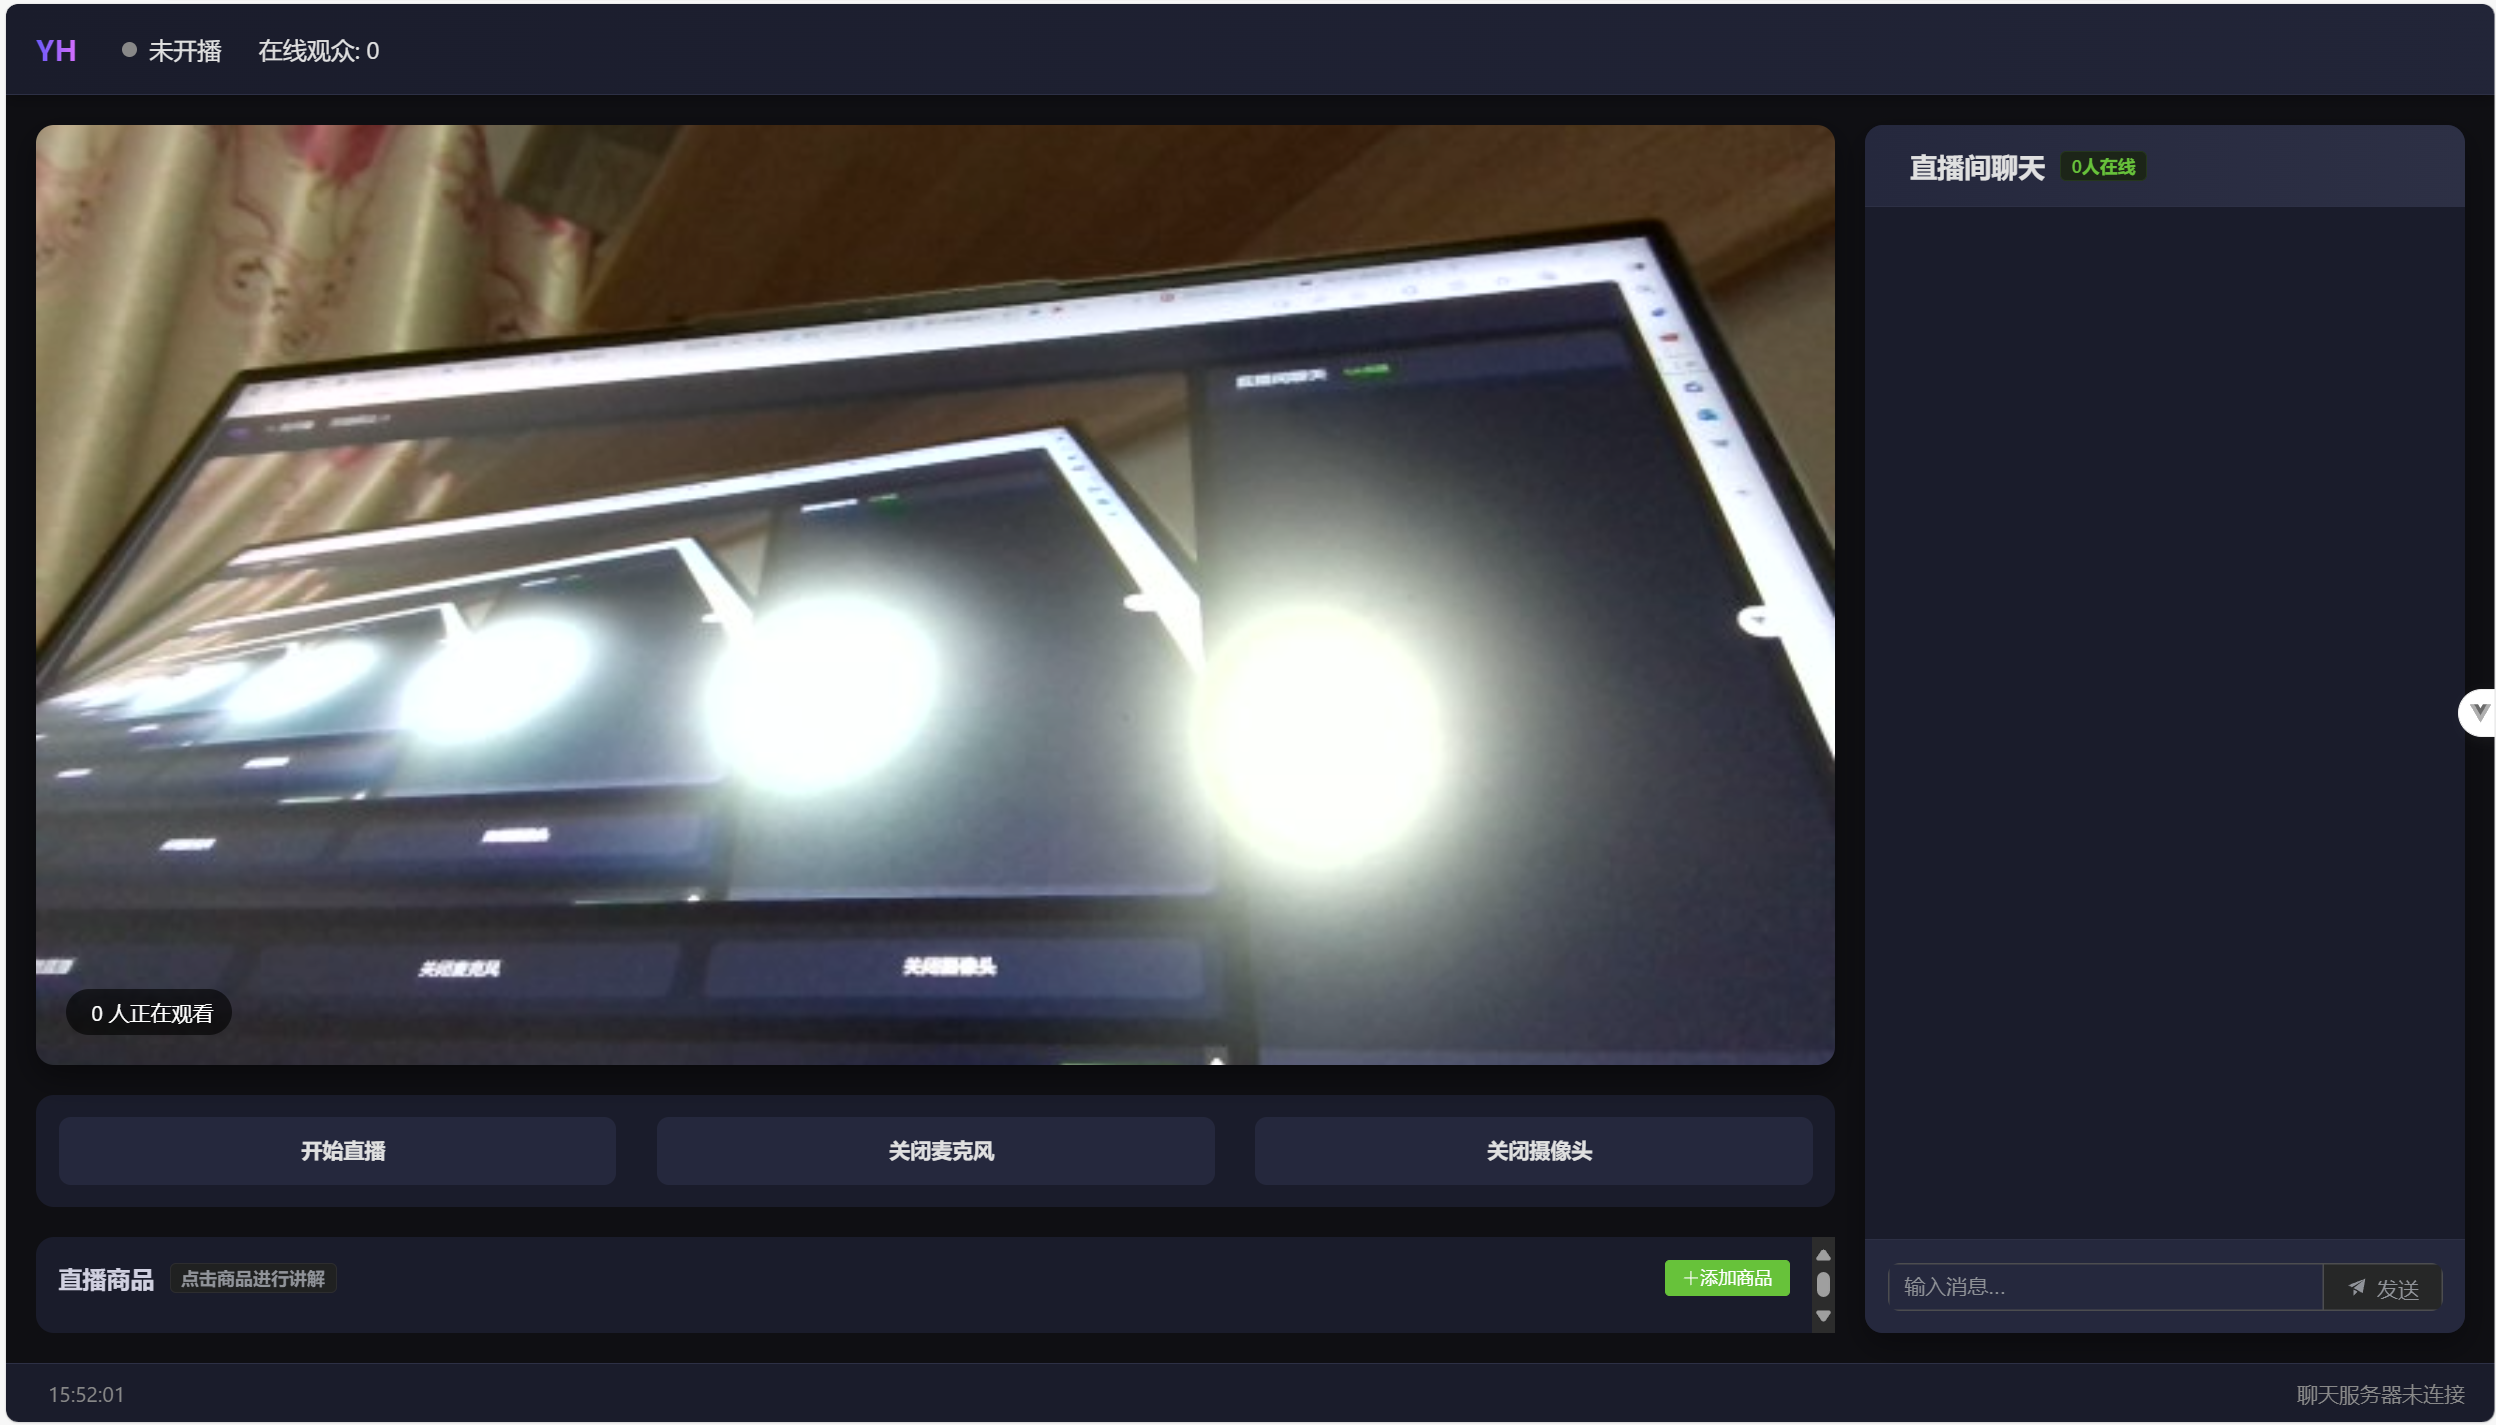 YH
未开播
在线观众: 0
直播间聊天
0人在线
关闭麦克风
关闭摄像头
0 人正在观看
开始直播
关闭麦克风
关闭摄像头
直播商品
点击商品进行讲解
+添加商品
输入消息...
发送
15:52:01
聊天服务器未连接